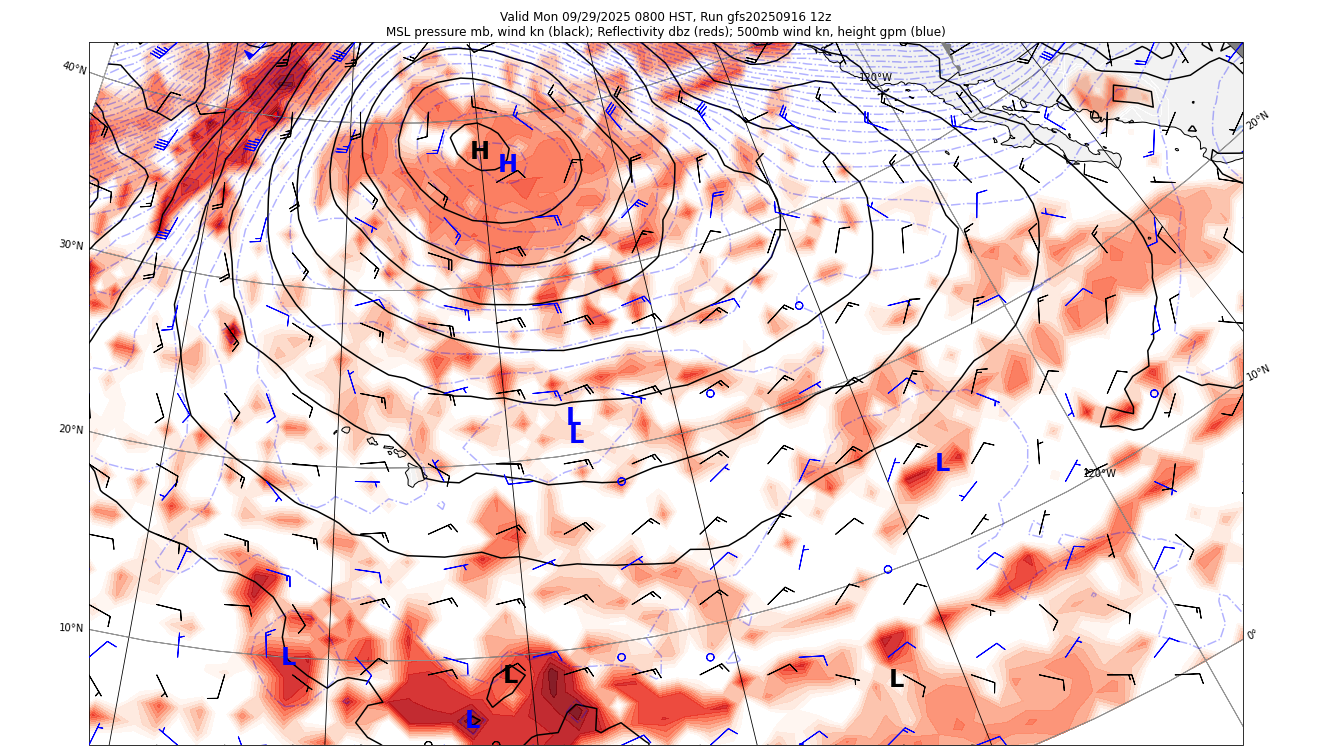 Valid Mon 09/29/2025 0800 HST, Run gfs20250916 12z
MSL pressure mb, wind kn (black); Reflectivity dbz (reds); 500mb wind kn, height gpm (blue)
40°N
120°W
20°N
H
H
30°N
10°N
L
L
20°N
L
120°W
10°N
0°
L
L
L
L